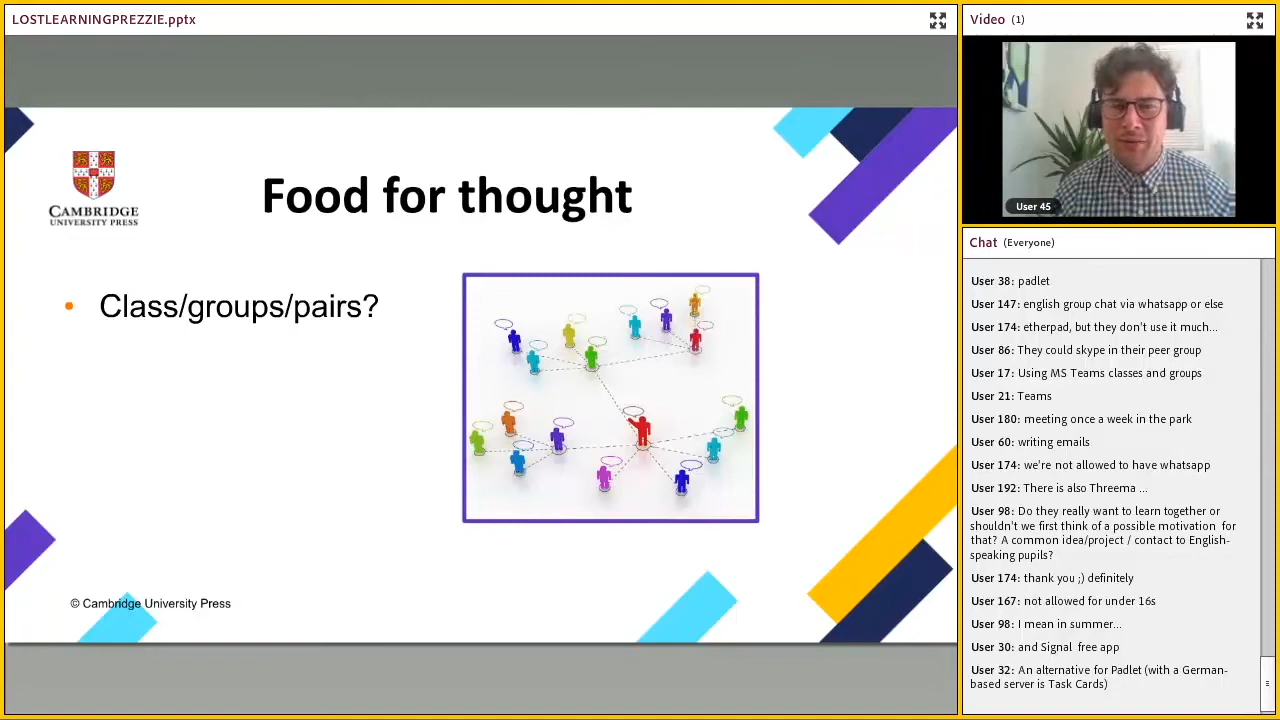 LOSTLEARNINGPREZZIE.pptx
CAMBRIDGE
UNIVERSITY PRESS
Food for thought
• Class/groups/pairs?
© Cambridge University Press
Video (1)
User 45
Chat (Everyone)
User 38: padlet
User 147: english group chat via whatsapp or else
User 174: etherpad, but they don't use it much...
User 86: They could skype in their peer group
User 17: Using MS Teams classes and groups
User 21: Teams
User 180: meeting once a week in the park
User 60: writing emails
User 174: we're not allowed to have whatsapp
User 192: There is also Threema ...
User 98: Do they really want to learn together or
shouldn't we first think of a possible motivation for
that? A common idea/project / contact to English-
speaking pupils?
User 174: thank you ;) definitely
User 167: not allowed for under 16s
User 98: I mean in summer...
User 30: and Signal free app
User 32: An alternative for Padlet (with a German-
based server is Task Cards)